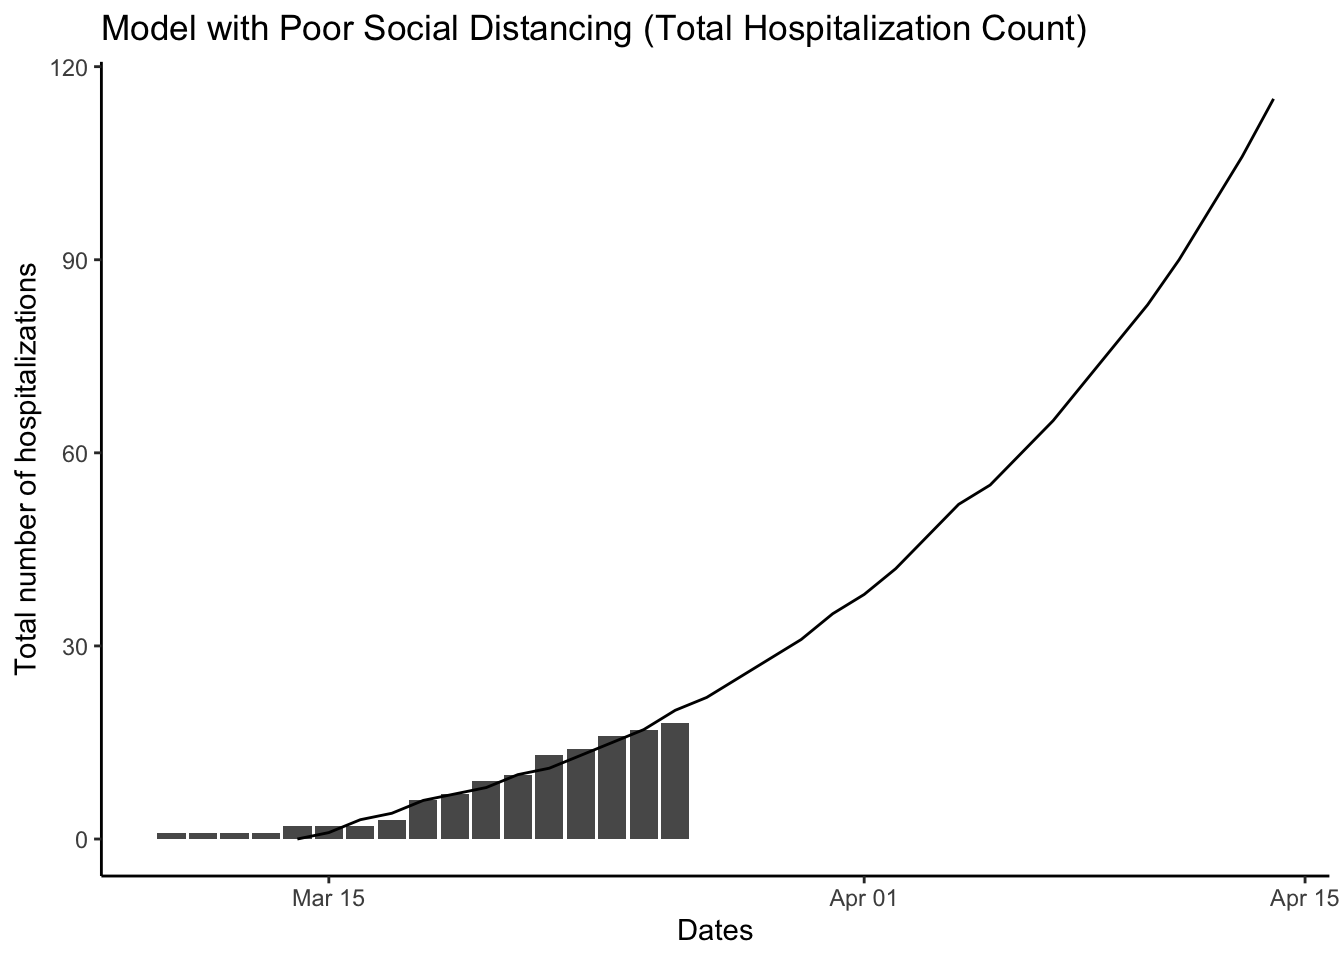 Model with Poor Social Distancing (Total Hospitalization Count)
120
90
60
30
0
Total number of hospitalizations
Mar 15
Apr 01
Apr 15
Dates